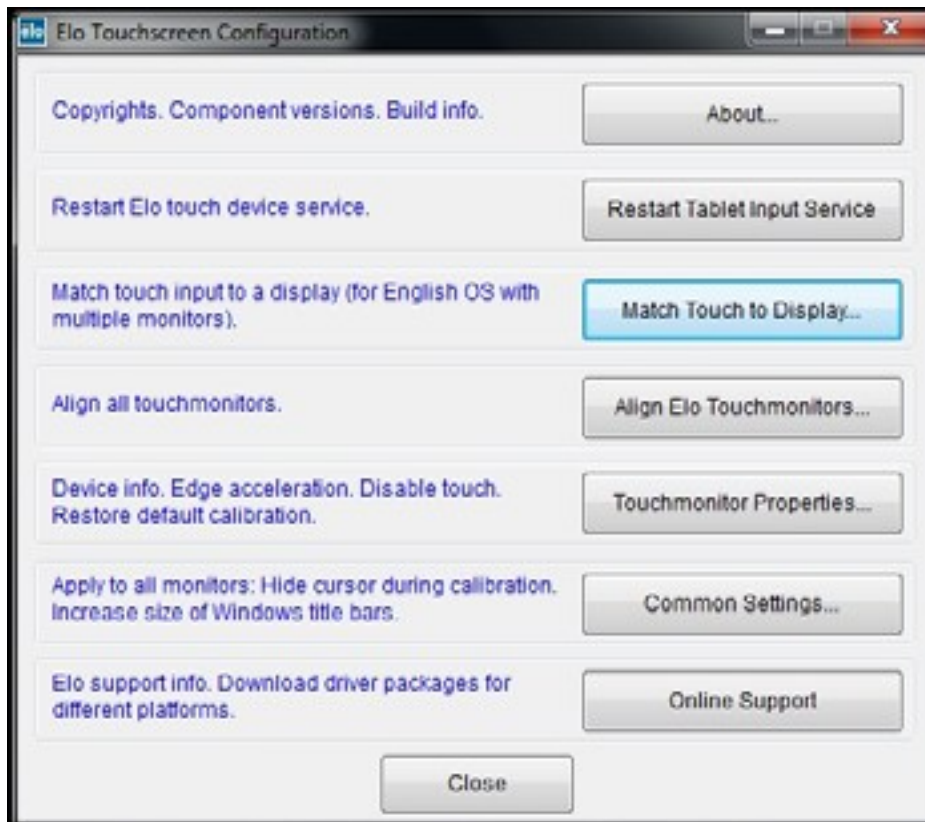 elo Elo Touchscreen Configuration
Copyrights. Component versions. Build info.
About...
Restart Elo touch device service.
Restart Tablet Input Service
Match touch input to a display (for English OS with
multiple monitors).
Match Touch to Display...
Align all touchmonitors.
Align Elo Touchmonitors...
Device info. Edge acceleration. Disable touch.
Restore default calibration.
Touchmonitor Properties...
Apply to all monitors: Hide cursor during calibration.
Increase size of Windows title bars.
Common Settings...
Elo support info. Download driver packages for
different platforms.
Online Support
Close